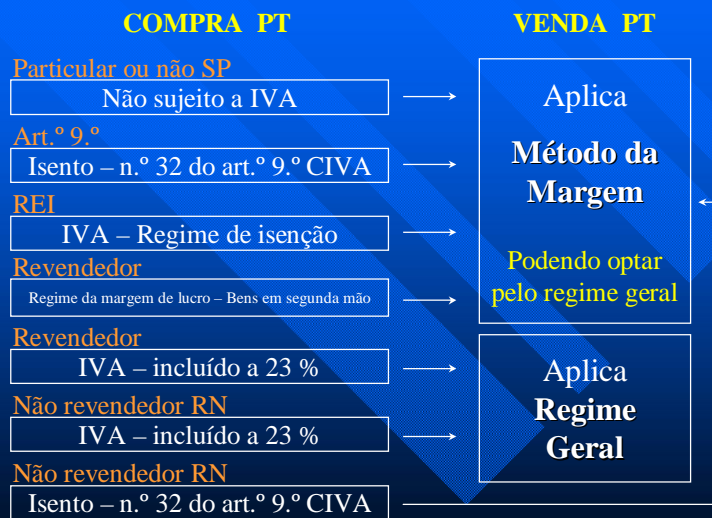 COMPRA PT
VENDA PT
Particular ou não SP
Não sujeito a IVA
Art.º 9.º
Isento – n.º 32 do art.º 9.º CIVA
REI
IVA – Regime de isenção
Revendedor
Regime da margem de lucro – Bens em segunda mão
Revendedor
IVA – incluído a 23 %
Não revendedor RN
IVA – incluído a 23 %
Não revendedor RN
Isento – n.º 32 do art.º 9.º CIVA
Aplica
Método da
Margem
Podendo optar
pelo regime geral
Aplica
Regime
Geral